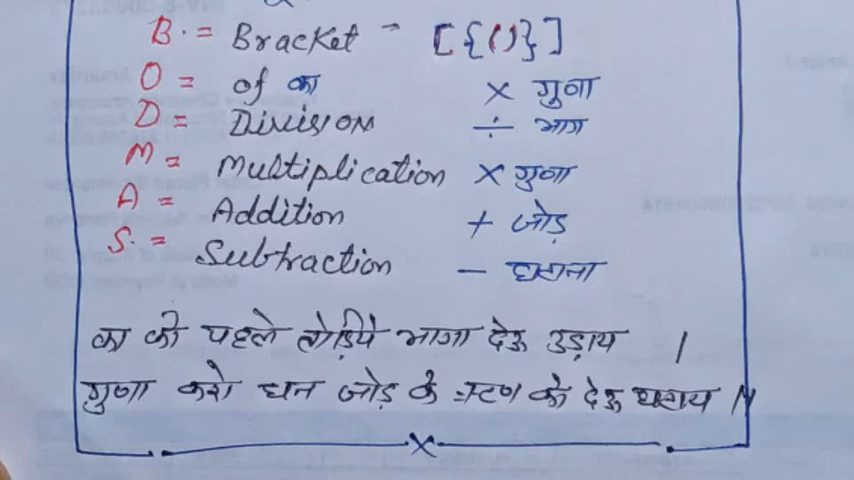 B. = Bracket - [{()}]
O = of का × गुणा
D = Division ÷ भाग
M = Multiplication × गुणा
A = Addition + जोड़
S. = Subtraction − घटाना
का को पहले तोड़िये भागा देऊ उड़ाय ।
गुणा करो धन जोड़ के ऋण को देऊ घटाय ॥